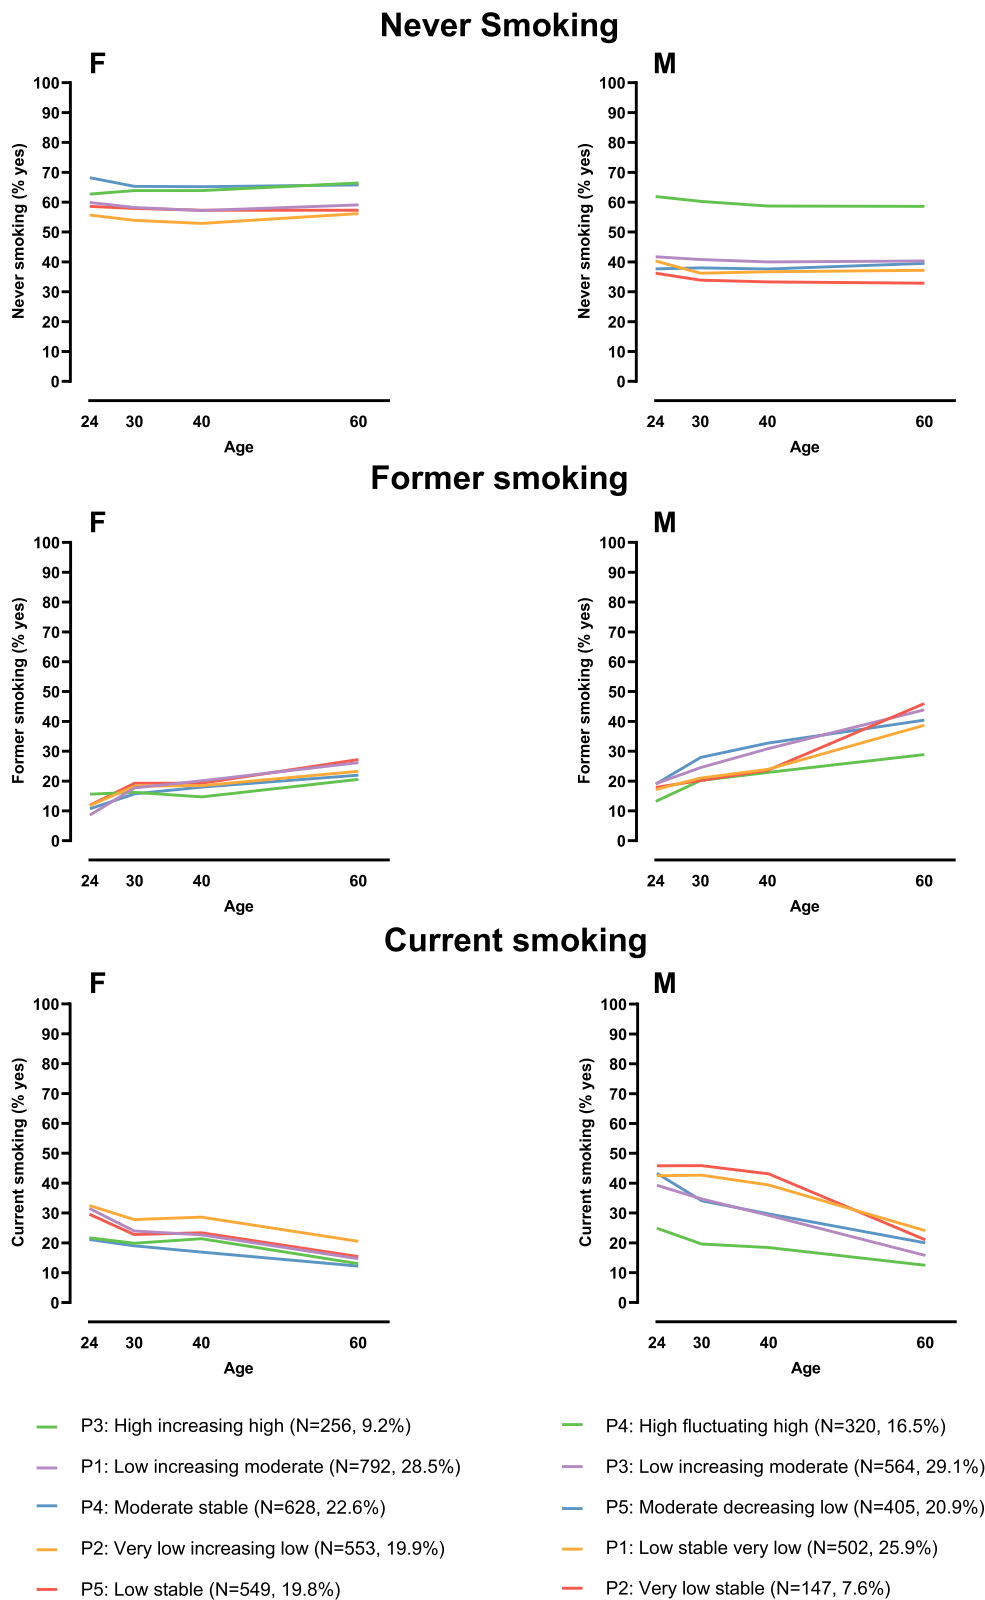 Never Smoking
F
M
Never smoking (% yes)
100
90
80
70
60
50
40
30
20
10
0
24 30 40 60
Age
Never smoking (% yes)
100
90
80
70
60
50
40
30
20
10
0
24 30 40 60
Age
Former smoking
F
M
Former smoking (% yes)
100
90
80
70
60
50
40
30
20
10
0
24 30 40 60
Age
Former smoking (% yes)
100
90
80
70
60
50
40
30
20
10
0
24 30 40 60
Age
Current smoking
F
M
Current smoking (% yes)
100
90
80
70
60
50
40
30
20
10
0
24 30 40 60
Age
Current smoking (% yes)
100
90
80
70
60
50
40
30
20
10
0
24 30 40 60
Age
P3: High increasing high (N=256, 9.2%)
P1: Low increasing moderate (N=792, 28.5%)
P4: Moderate stable (N=628, 22.6%)
P2: Very low increasing low (N=553, 19.9%)
P5: Low stable (N=549, 19.8%)
P4: High fluctuating high (N=320, 16.5%)
P3: Low increasing moderate (N=564, 29.1%)
P5: Moderate decreasing low (N=405, 20.9%)
P1: Low stable very low (N=502, 25.9%)
P2: Very low stable (N=147, 7.6%)